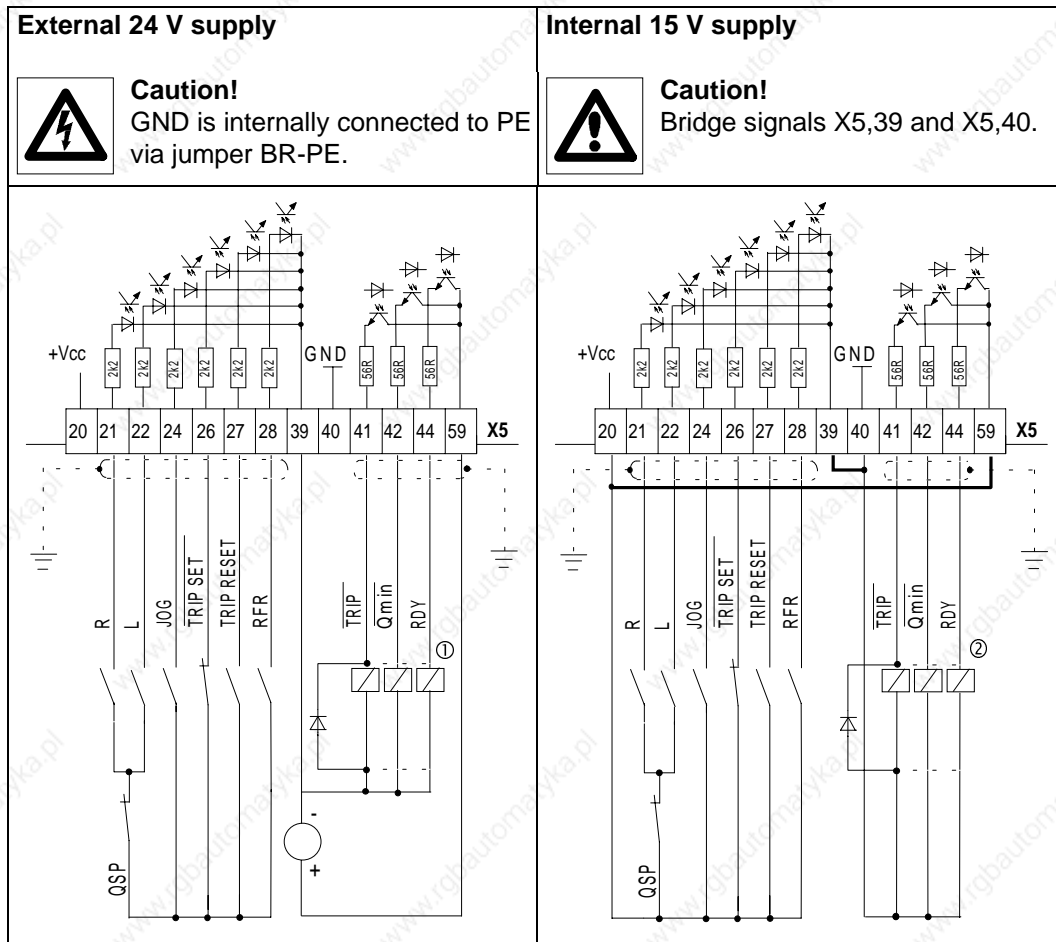 External 24 V supply
Caution!
GND is internally connected to PE
via jumper BR-PE.
Internal 15 V supply
Caution!
Bridge signals X5,39 and X5,40.
+Vcc
2k2 2k2 2k2 2k2 2k2 2k2
GND
56R 56R 56R
20 21 22 24 26 27 28 39 40 41 42 44 59 X5
R
L
JOG
TRIP SET
TRIP RESET
RFR
TRIP
Qmin
RDY
①
QSP
-
+
+Vcc
2k2 2k2 2k2 2k2 2k2 2k2
GND
56R 56R 56R
20 21 22 24 26 27 28 39 40 41 42 44 59 X5
R
L
JOG
TRIP SET
TRIP RESET
RFR
TRIP
Qmin
RDY
②
QSP
www.rgbautomatyka.pl